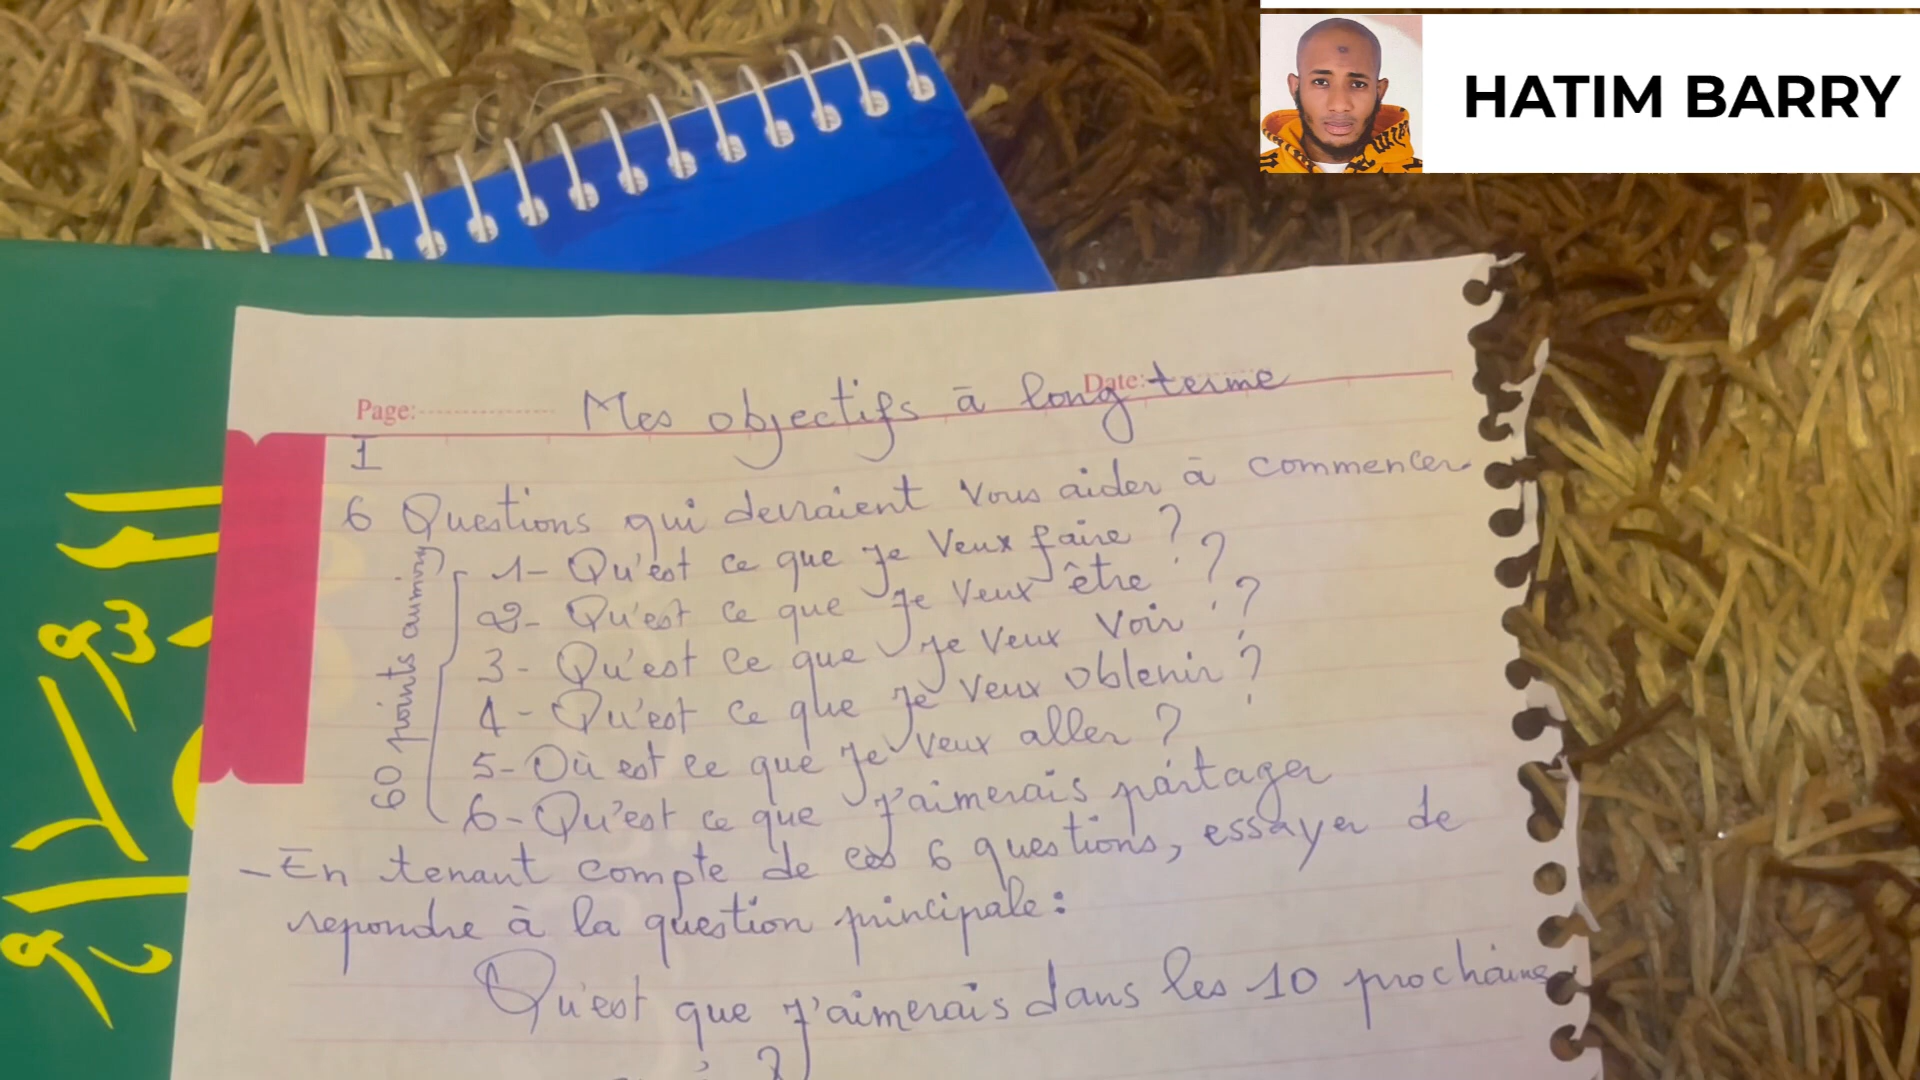 HATIM BARRY
Page:
Date:
Mes objectifs à long terme
I
6 Questions qui devraient vous aider à commencer
60 points
1- Qu'est ce que je veux faire ?
2- Qu'est ce que je veux être ?
3- Qu'est ce que je veux voir ?
4- Qu'est ce que je veux obtenir ?
5- Où est ce que je veux aller ?
6- Qu'est ce que j'aimerais partager
- En tenant compte de ces 6 questions, essayer de
repondre à la question principale:
Qu'est que j'aimerais dans les 10 prochaine